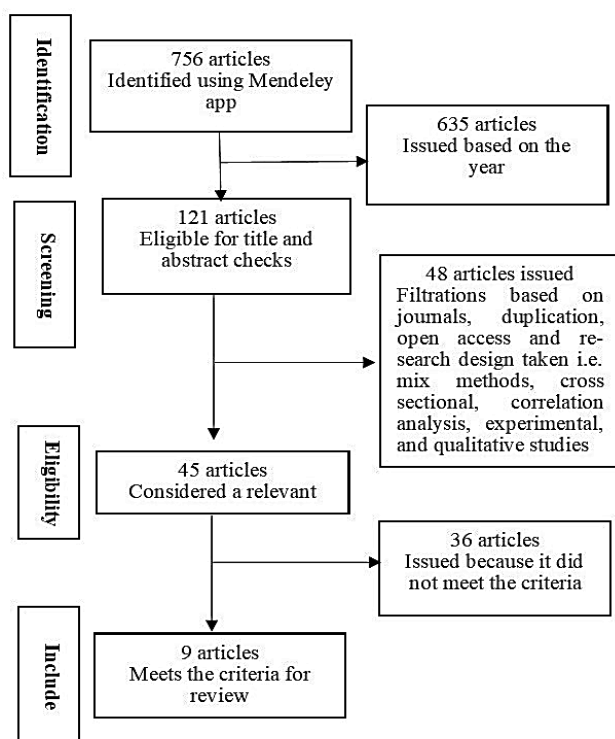 Identification
756 articles
Identified using Mendeley
app
635 articles
Issued based on the
year
Screening
121 articles
Eligible for title and
abstract checks
48 articles issued
Filtrations based on
journals, duplication,
open access and re-
search design taken i.e.
mix methods, cross
sectional, correlation
analysis, experimental,
and qualitative studies
Eligibility
45 articles
Considered a relevant
36 articles
Issued because it did
not meet the criteria
Include
9 articles
Meets the criteria for
review